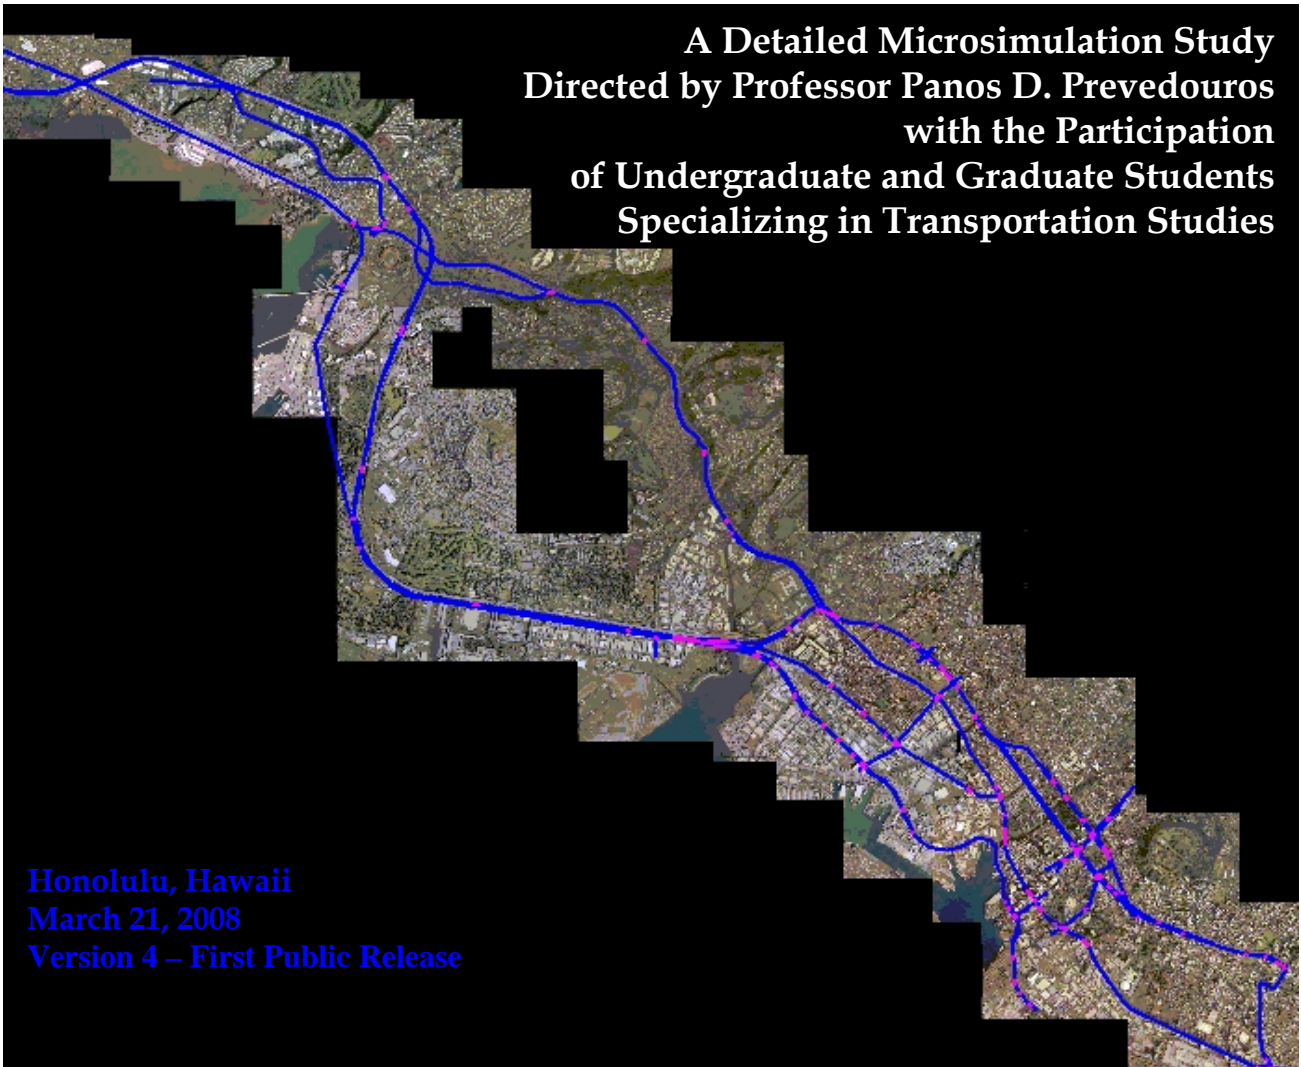 A Detailed Microsimulation Study
Directed by Professor Panos D. Prevedouros
with the Participation
of Undergraduate and Graduate Students
Specializing in Transportation Studies
Honolulu, Hawaii
March 21, 2008
Version 4 – First Public Release